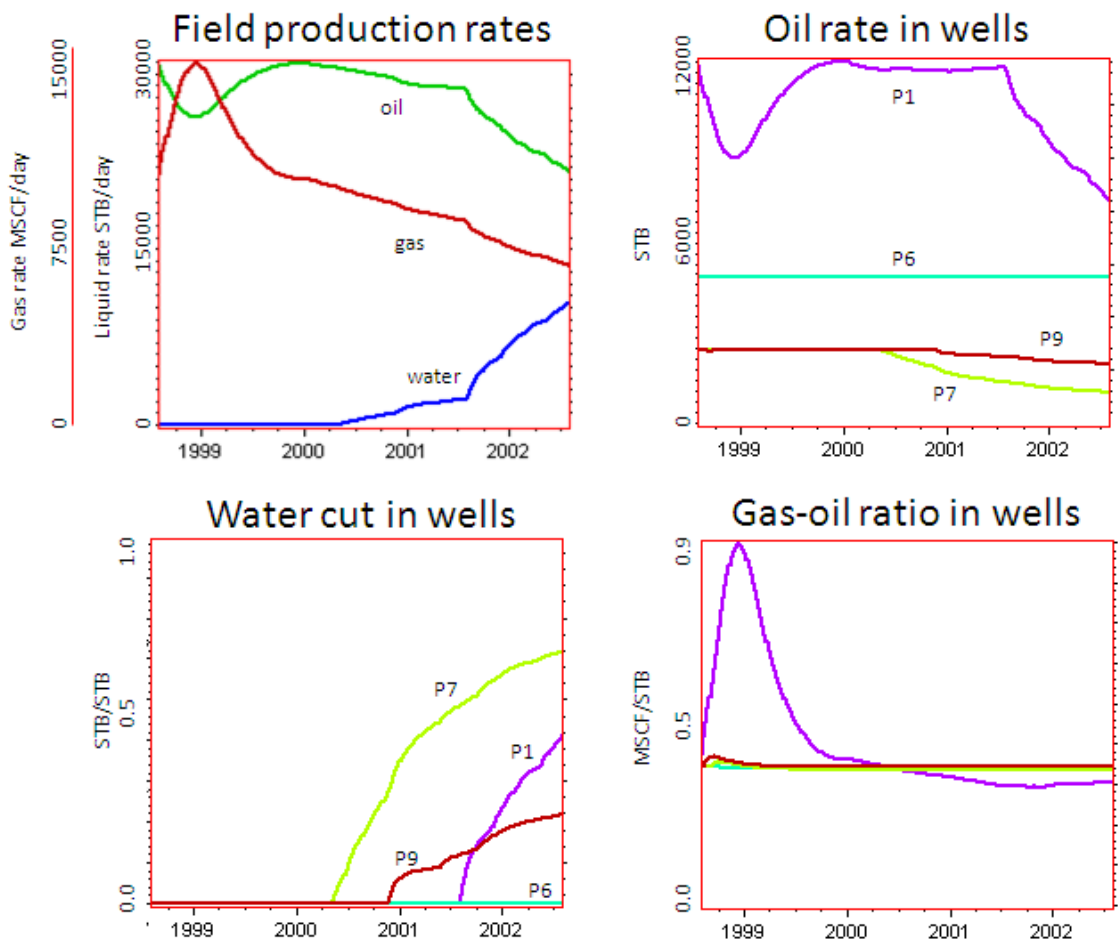 Field production rates
Gas rate MSCF/day
150000
7500
0
Liquid rate STB/day
300000
15000
0
oil
gas
water
1999 2000 2001 2002
Oil rate in wells
STB
120000
6000
0
P1
P6
P9
P7
1999 2000 2001 2002
Water cut in wells
STB/STB
1.0
0.5
0.0
P7
P1
P9
P6
1999 2000 2001 2002
Gas-oil ratio in wells
MSCF/STB
0.9
0.5
0.0
1999 2000 2001 2002